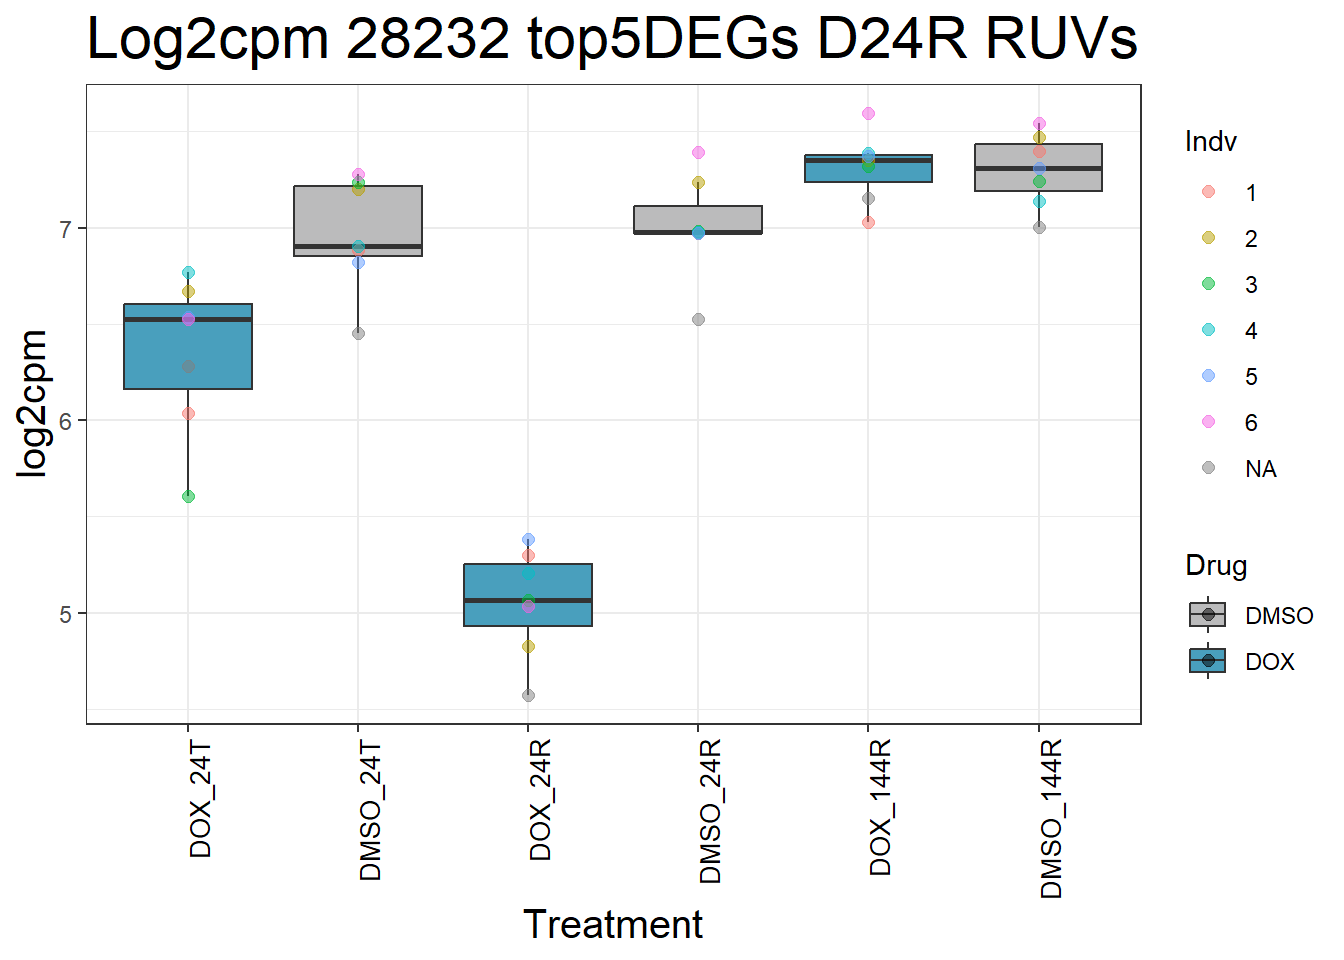 Log2cpm 28232 top5DEGs D24R RUVs
log2cpm
7
6
5
DOX_24T
DMSO_24T
DOX_24R
DMSO_24R
DOX_144R
DMSO_144R
Treatment
Indv
1
2
3
4
5
6
NA
Drug
DMSO
DOX